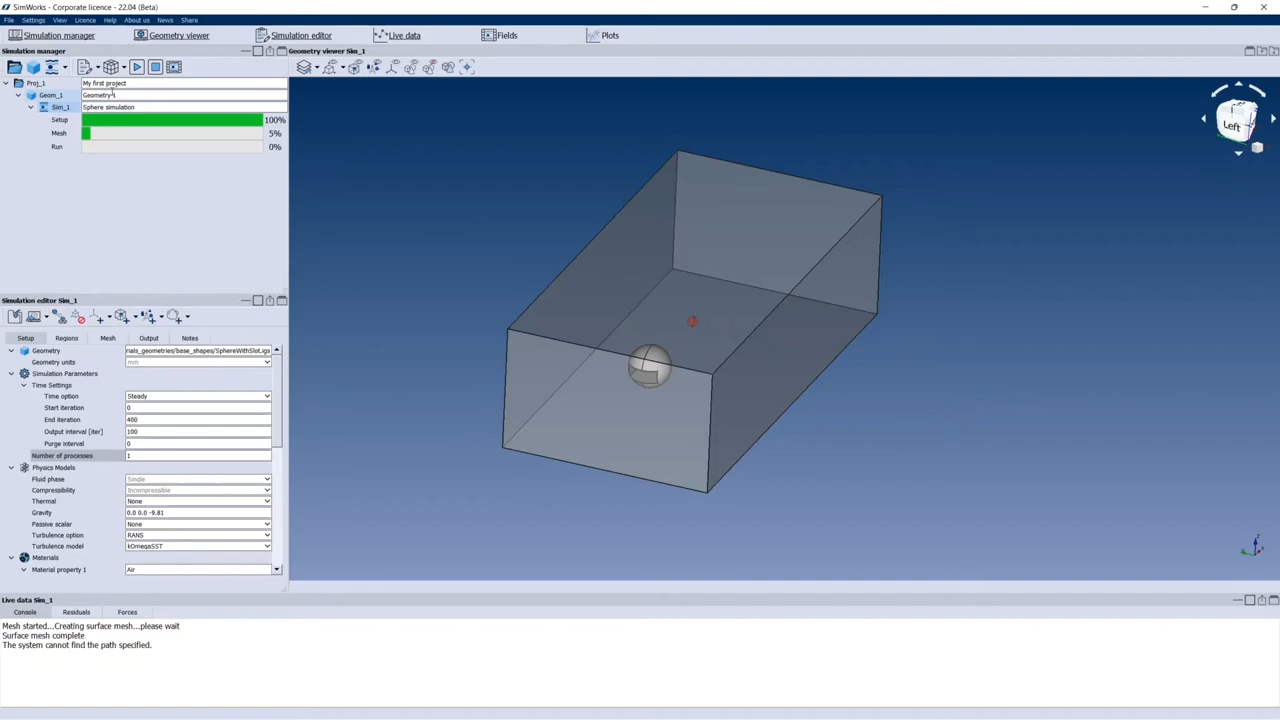 SimWorks - Corporate licence - 22.04 (Beta)
File Settings View Licence Help About us News Share
Simulation manager Geometry viewer Simulation editor Live data Fields Plots
Simulation manager
Geometry viewer Sim_1
Proj_1 My first project
Geom_1 Geometry 1
Sim_1 Sphere simulation
Setup 100%
Mesh 5%
Run 0%
Left
Simulation editor Sim_1
Setup Regions Mesh Output Notes
Geometry rials_geometries/base_shapes/SphereWithSlot.igs
Geometry units mm
Simulation Parameters
Time Settings
Time option Steady
Start iteration 0
End iteration 400
Output interval [iter] 100
Purge interval 0
Number of processes 1
Physics Models
Fluid phase Single
Compressibility Incompressible
Thermal None
Gravity 0.0 0.0 -9.81
Passive scalar None
Turbulence option RANS
Turbulence model kOmegaSST
Materials
Material property 1 Air
Live data Sim_1
Console Residuals Forces
Mesh started...Creating surface mesh...please wait
Surface mesh complete
The system cannot find the path specified.